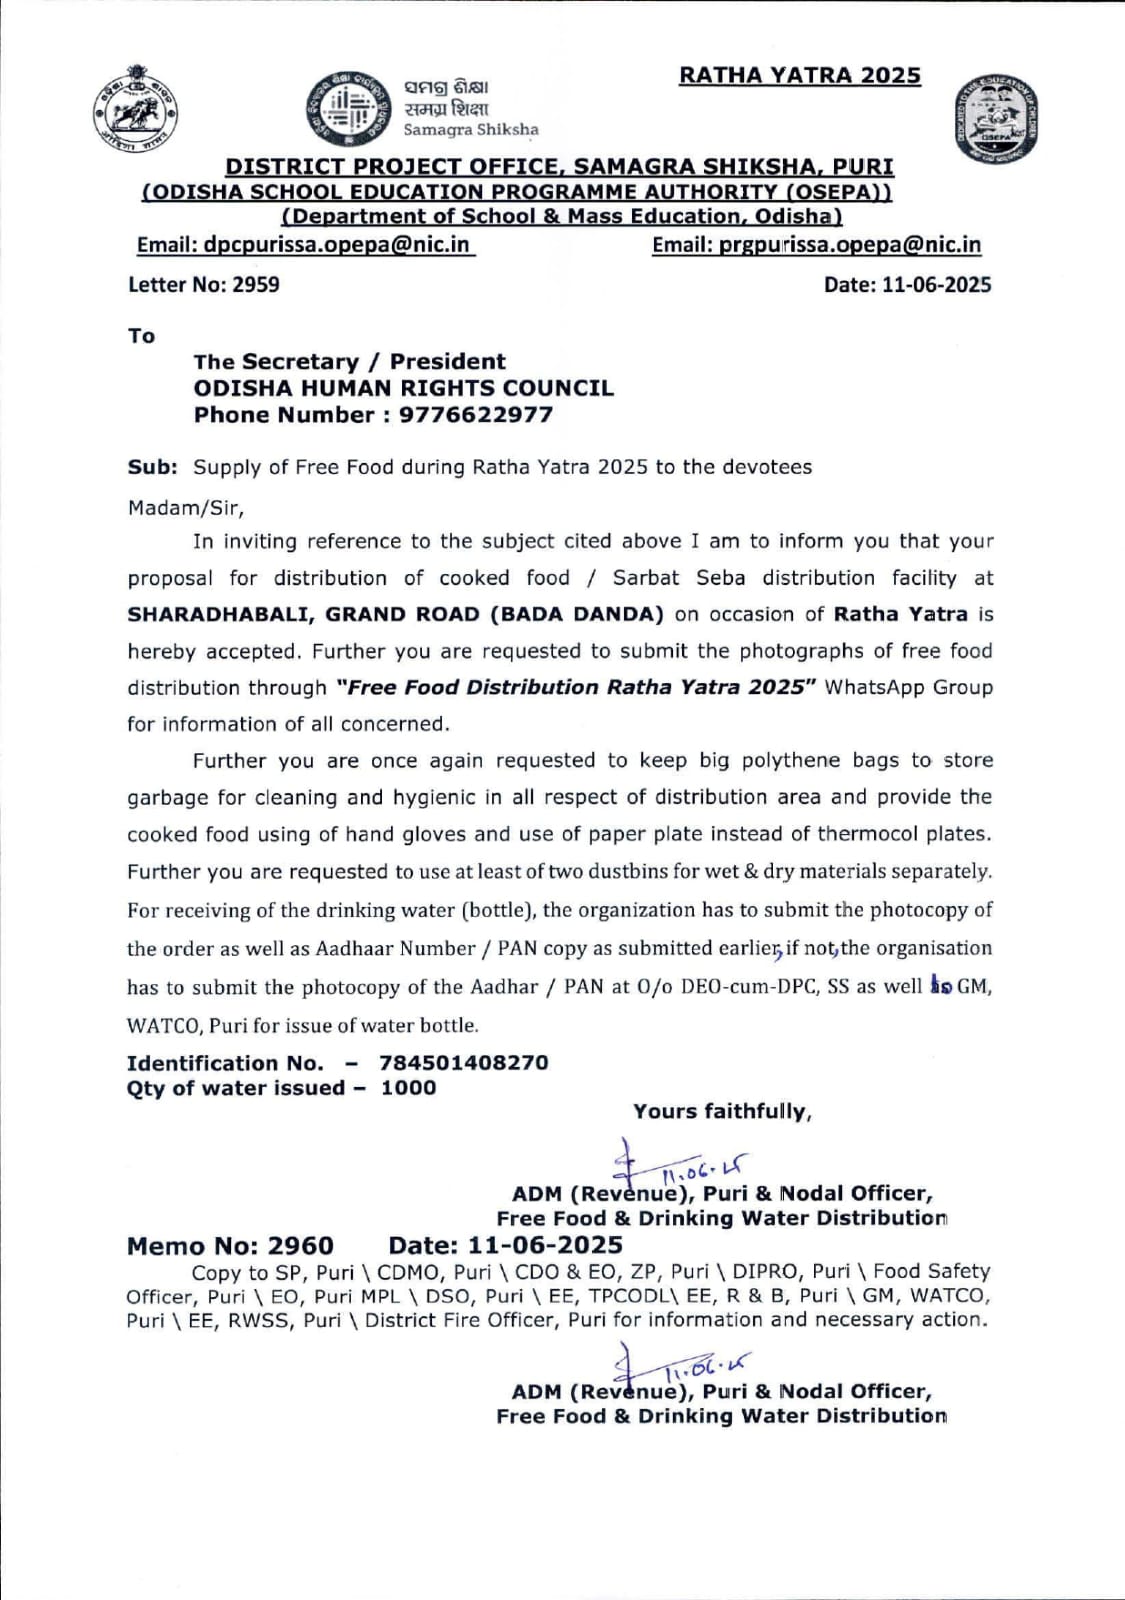 RATHA YATRA 2025
ସମଗ୍ର ଶିକ୍ଷା
समग्र शिक्षा
Samagra Shiksha
OSEPA
DISTRICT PROJECT OFFICE, SAMAGRA SHIKSHA, PURI
(ODISHA SCHOOL EDUCATION PROGRAMME AUTHORITY (OSEPA))
(Department of School & Mass Education, Odisha)
Email: dpcpurissa.opepa@nic.in Email: prgpurissa.opepa@nic.in
Letter No: 2959 Date: 11-06-2025
To
The Secretary / President
ODISHA HUMAN RIGHTS COUNCIL
Phone Number : 9776622977
Sub: Supply of Free Food during Ratha Yatra 2025 to the devotees
Madam/Sir,
In inviting reference to the subject cited above I am to inform you that your
proposal for distribution of cooked food / Sarbat Seba distribution facility at
SHARADHABALI, GRAND ROAD (BADA DANDA) on occasion of Ratha Yatra is
hereby accepted. Further you are requested to submit the photographs of free food
distribution through "Free Food Distribution Ratha Yatra 2025" WhatsApp Group
for information of all concerned.
Further you are once again requested to keep big polythene bags to store
garbage for cleaning and hygienic in all respect of distribution area and provide the
cooked food using of hand gloves and use of paper plate instead of thermocol plates.
Further you are requested to use at least of two dustbins for wet & dry materials separately.
For receiving of the drinking water (bottle), the organization has to submit the photocopy of
the order as well as Aadhaar Number / PAN copy as submitted earlier, if not, the organisation
has to submit the photocopy of the Aadhar / PAN at O/o DEO-cum-DPC, SS as well to GM,
WATCO, Puri for issue of water bottle.
Identification No. – 784501408270
Qty of water issued – 1000
Yours faithfully,
11.06.25
ADM (Revenue), Puri & Nodal Officer,
Free Food & Drinking Water Distribution
Memo No: 2960 Date: 11-06-2025
Copy to SP, Puri \ CDMO, Puri \ CDO & EO, ZP, Puri \ DIPRO, Puri \ Food Safety
Officer, Puri \ EO, Puri MPL \ DSO, Puri \ EE, TPCODL\ EE, R & B, Puri \ GM, WATCO,
Puri \ EE, RWSS, Puri \ District Fire Officer, Puri for information and necessary action.
11.06.25
ADM (Revenue), Puri & Nodal Officer,
Free Food & Drinking Water Distribution